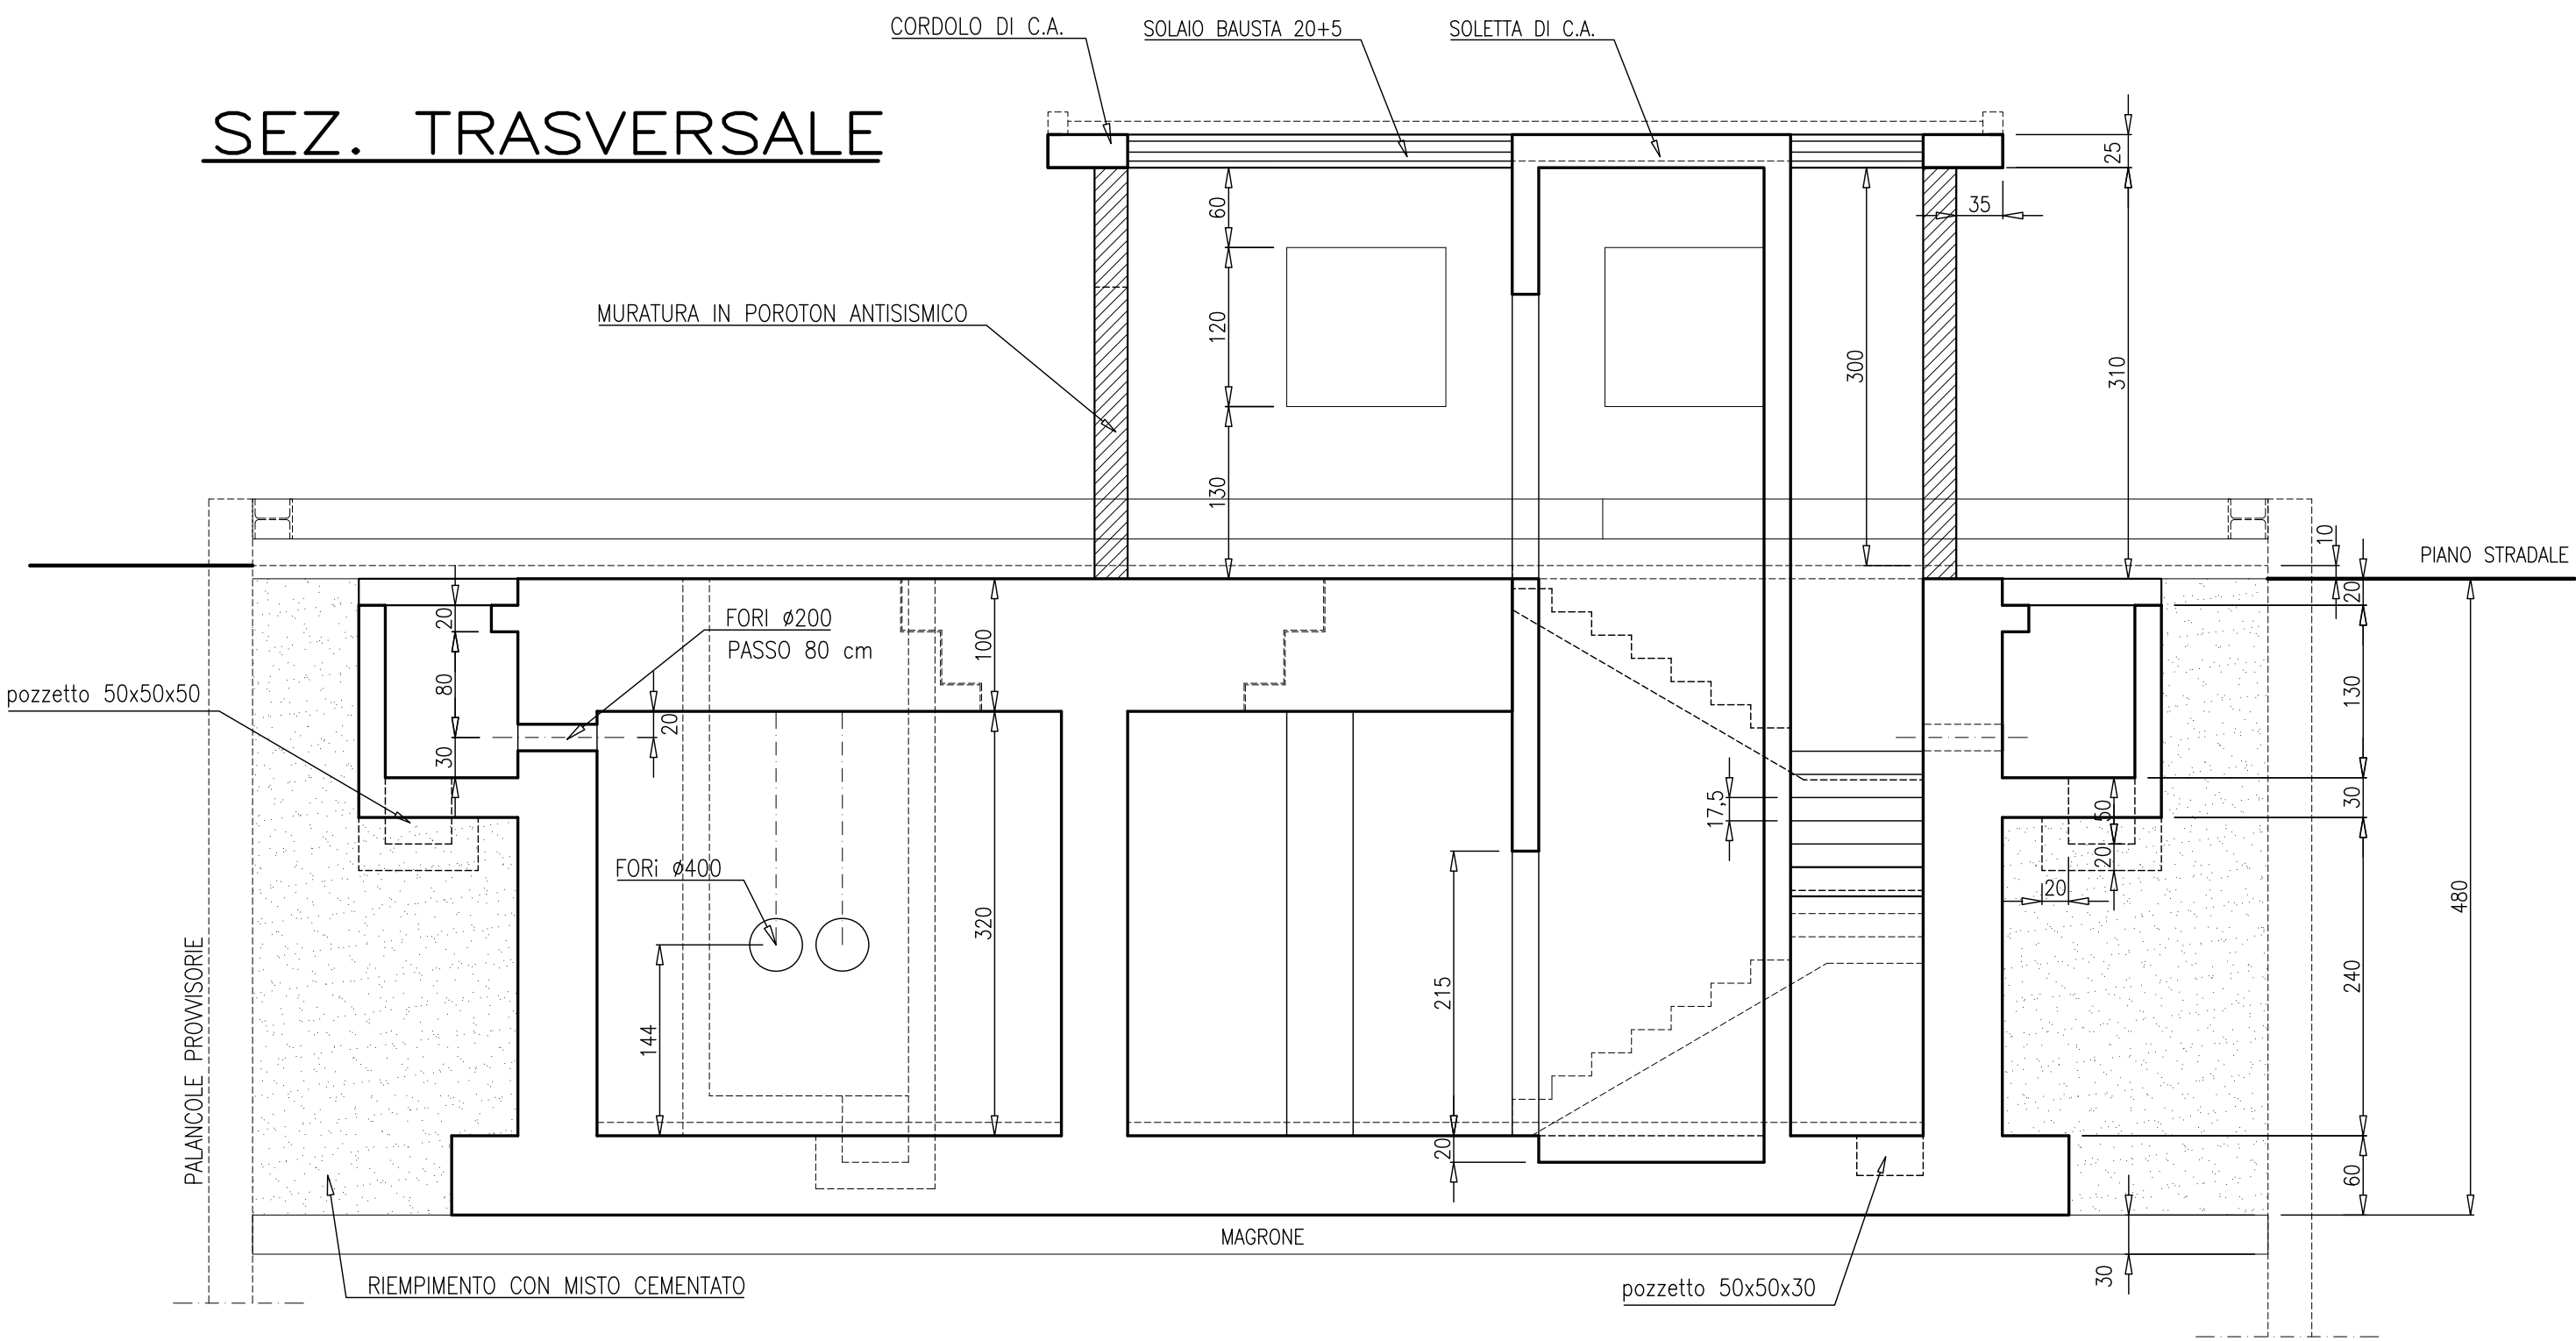 CORDOLO DI C.A.
SOLAIO BAUSTA 20+5
SOLETTA DI C.A.
SEZ. TRASVERSALE
25
60
35
MURATURA IN POROTON ANTISISMICO
120
300
310
130
10
PIANO STRADALE
20
20
FORI ø200
PASSO 80 cm
100
80
130
pozzetto 50x50x50
20
30
17,5
30
50
FORi ø400
20
20
480
320
PALANCOLE PROVVISORIE
215
240
144
20
60
MAGRONE
30
RIEMPIMENTO CON MISTO CEMENTATO
pozzetto 50x50x30